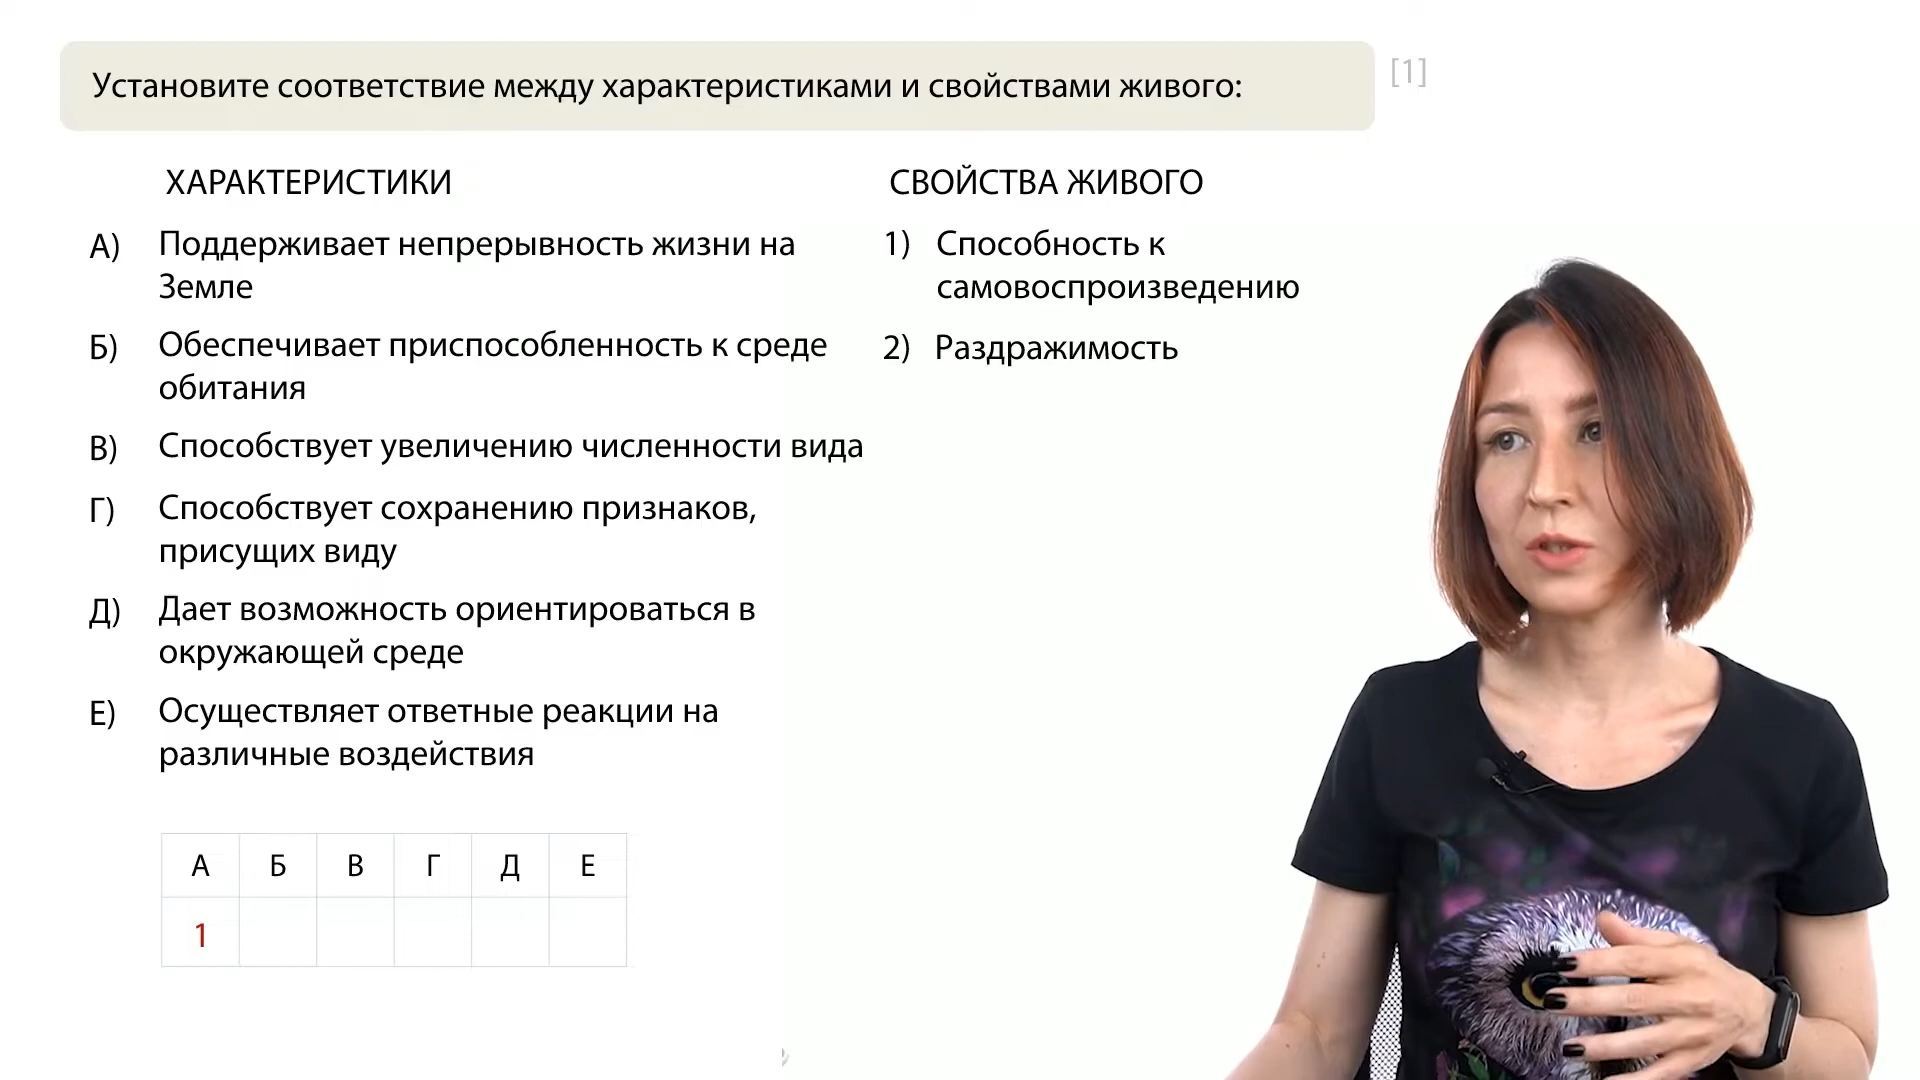 Установите соответствие между характеристиками и свойствами живого:
[1]
ХАРАКТЕРИСТИКИ
А) Поддерживает непрерывность жизни на
Земле
Б) Обеспечивает приспособленность к среде
обитания
В) Способствует увеличению численности вида
Г) Способствует сохранению признаков,
присущих виду
Д) Дает возможность ориентироваться в
окружающей среде
Е) Осуществляет ответные реакции на
различные воздействия
СВОЙСТВА ЖИВОГО
1) Способность к
самовоспроизведению
2) Раздражимость
А Б В Г Д Е
1